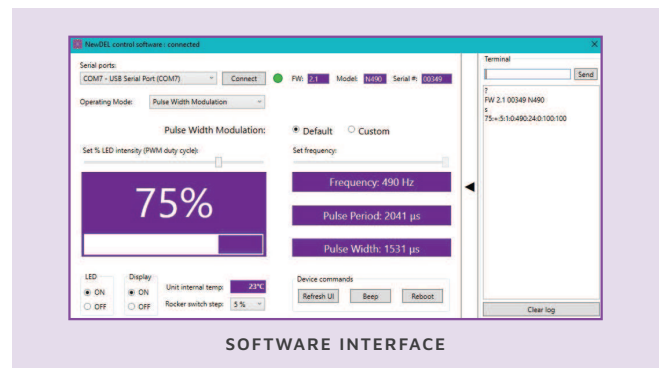 NewDEL control software : connected
Serial ports:
COM7 - USB Serial Port (COM7)
Connect
FW: 2.1 Model: N490 Serial #: 00349
Operating Mode: Pulse Width Modulation
Pulse Width Modulation:
Default Custom
Set % LED intensity (PWM duty cycle):
Set frequency:
75%
Frequency: 490 Hz
Pulse Period: 2041 µs
Pulse Width: 1531 µs
LED
ON
OFF
Display
ON
OFF
Unit internal temp: 23°C
Rocker switch step: 5 %
Device commands
Refresh UI Beep Reboot
Terminal
Send
?
FW 2.1 00349 N490
s
75:+:5:1:0:490:24:0:100:100
Clear log
SOFTWARE INTERFACE